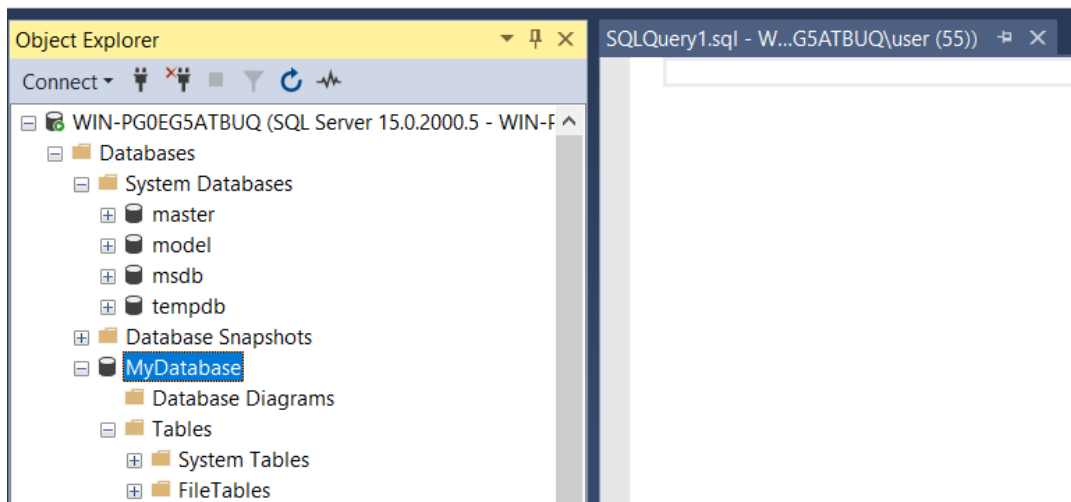 Object Explorer
SQLQuery1.sql - W...G5ATBUQ\user (55))
Connect
WIN-PG0EG5ATBUQ (SQL Server 15.0.2000.5 - WIN-P
Databases
System Databases
master
model
msdb
tempdb
Database Snapshots
MyDatabase
Database Diagrams
Tables
System Tables
FileTables